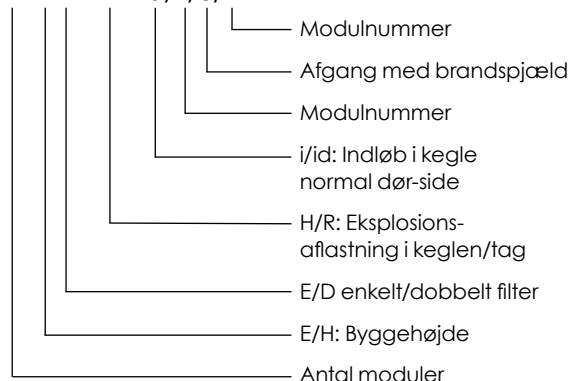 Modulnummer
Afgang med brandspjæld
Modulnummer
i/id: Indløb i kegle
normal dør-side
H/R: Eksplosions-
aflastning i keglen/tag
E/D enkelt/dobbelt filter
E/H: Byggehøjde
Antal moduler